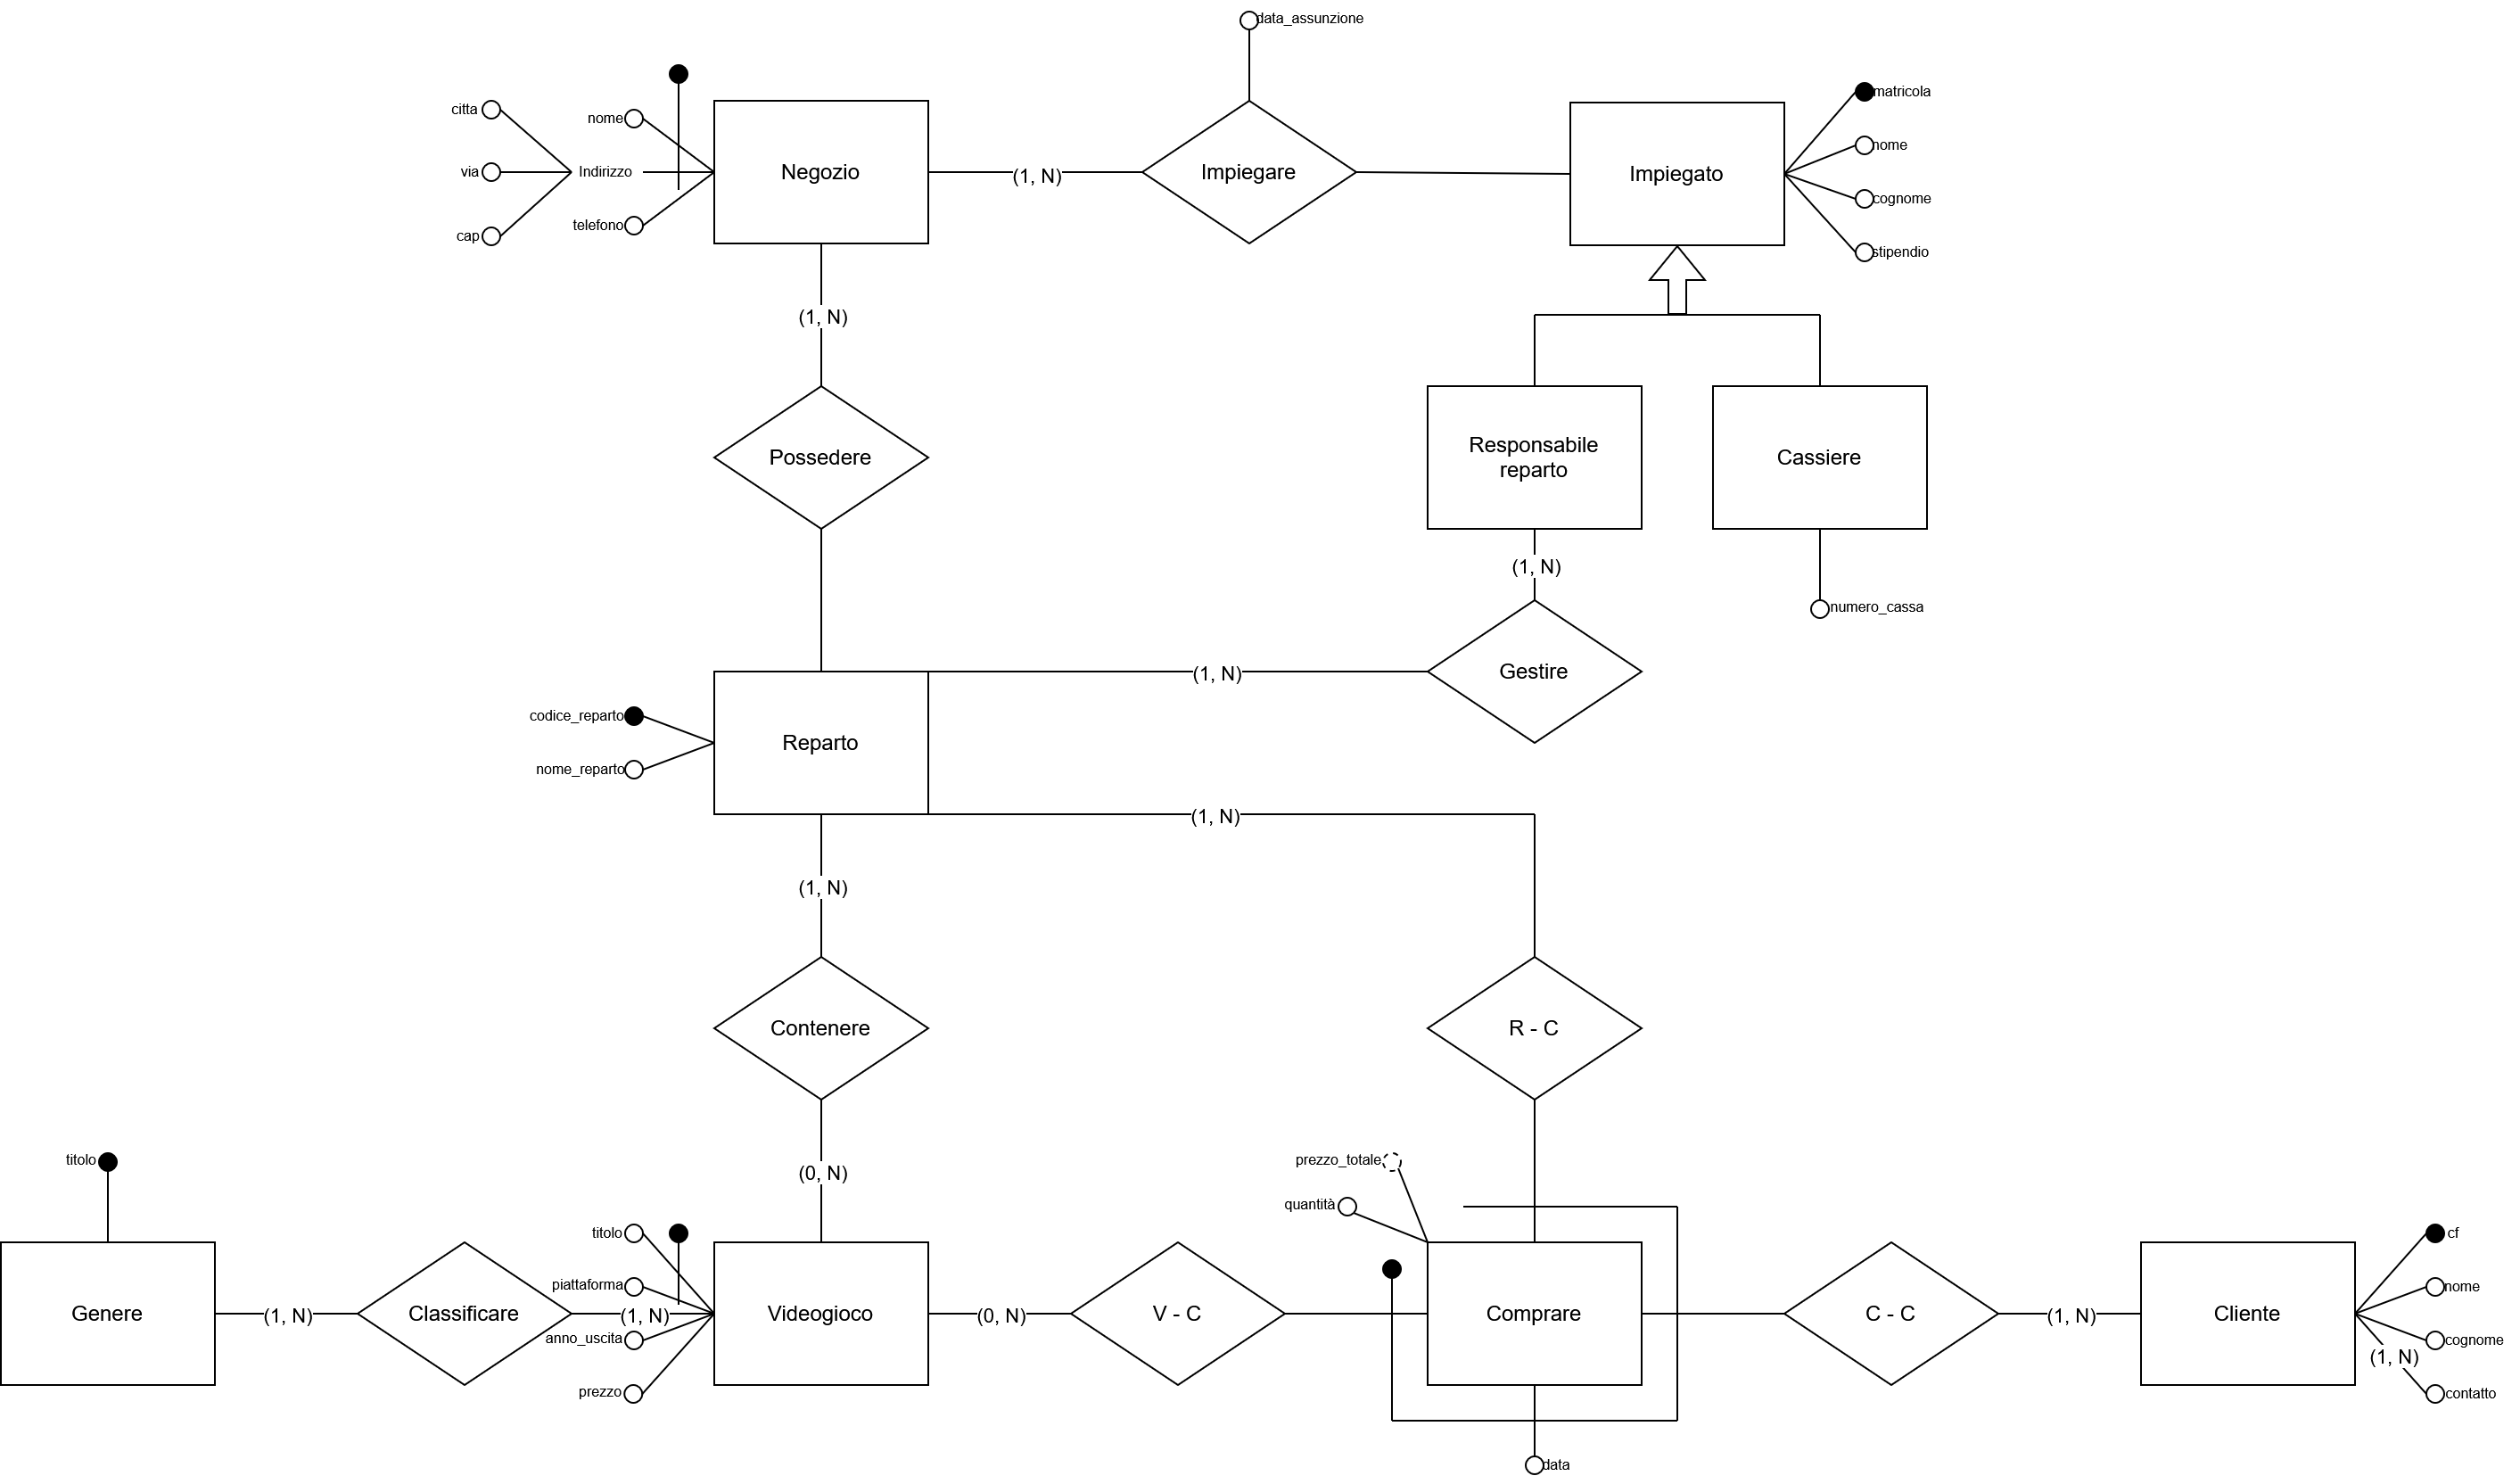 data_assunzione
citta
via
cap
nome
Indirizzo
telefono
Negozio
(1, N)
Impiegare
Impiegato
matricola
nome
cognome
stipendio
(1, N)
Possedere
Responsabile
reparto
Cassiere
(1, N)
numero_cassa
Gestire
(1, N)
codice_reparto
nome_reparto
Reparto
(1, N)
(1, N)
Contenere
R - C
(0, N)
titolo
Genere
(1, N)
Classificare
titolo
piattaforma
(1, N)
anno_uscita
prezzo
Videogioco
(0, N)
V - C
prezzo_totale
quantità
Comprare
data
C - C
(1, N)
Cliente
cf
nome
cognome
(1, N)
contatto